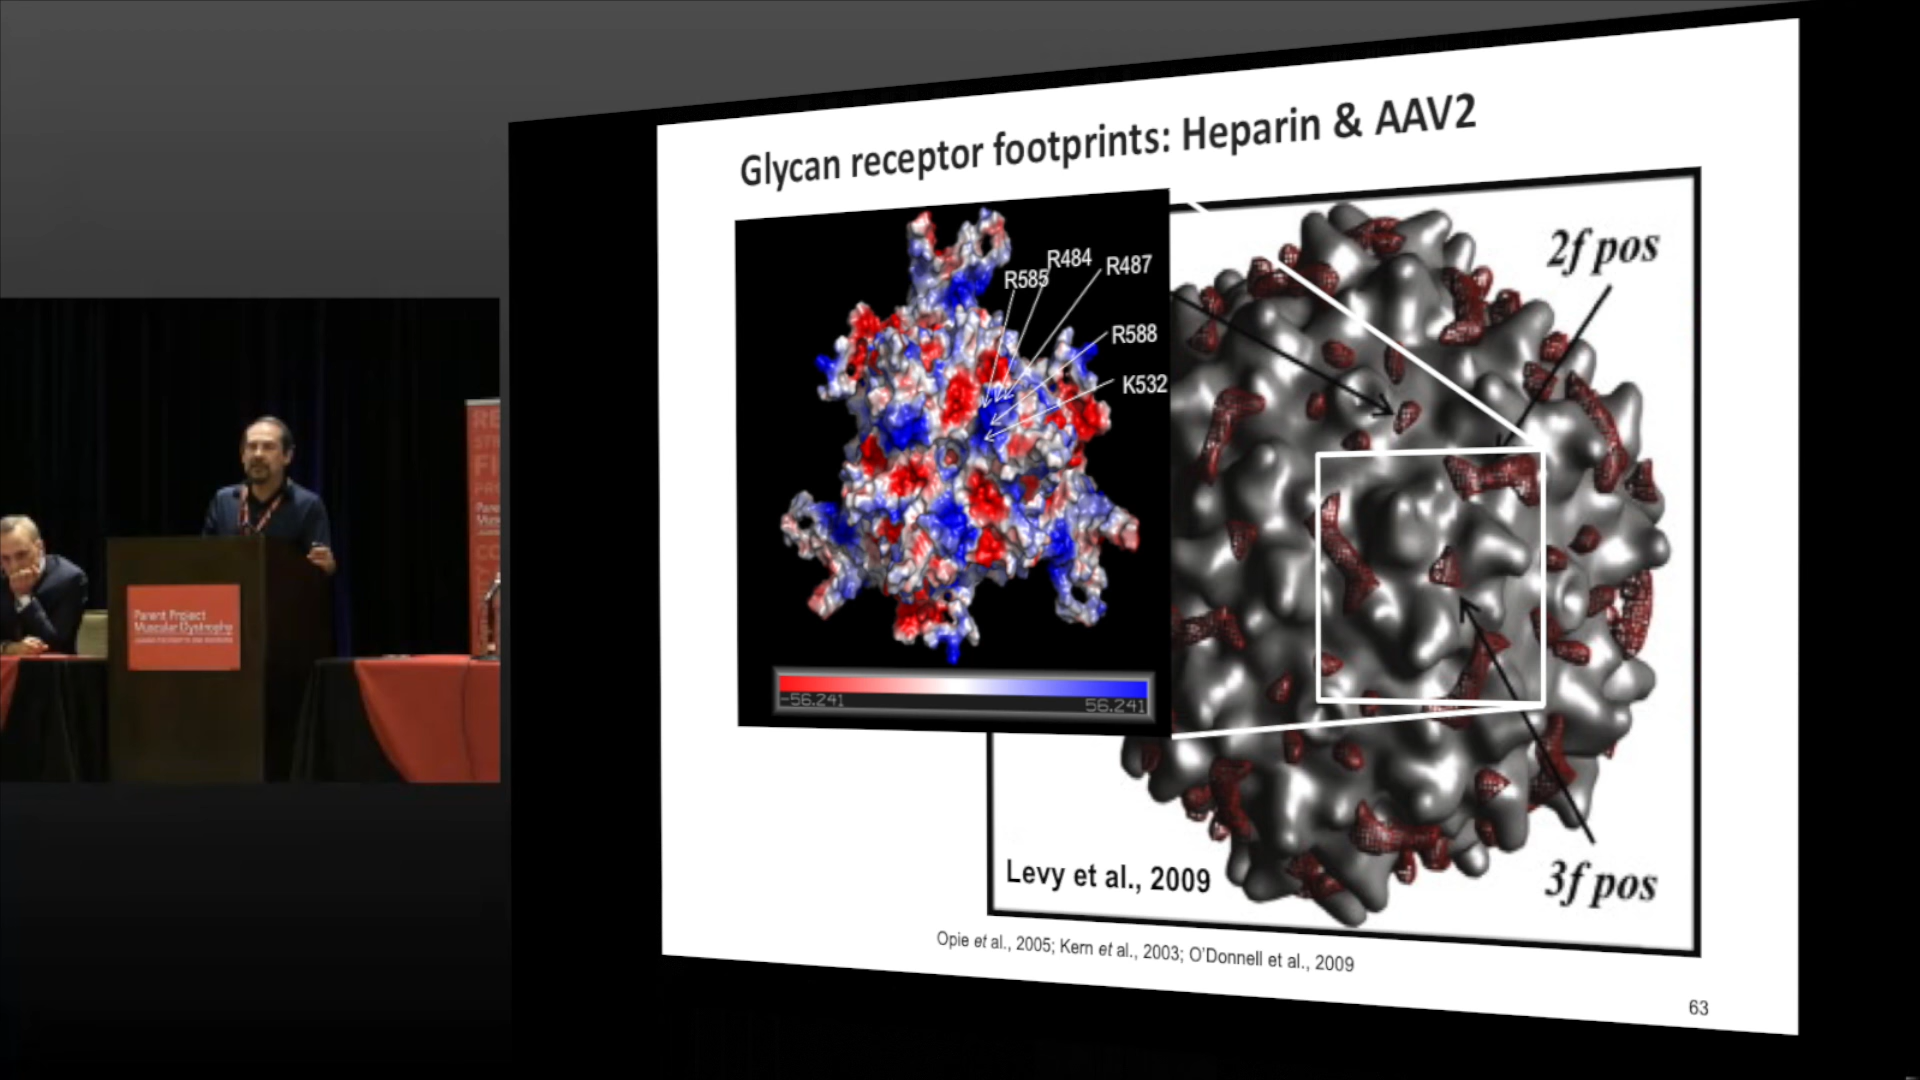 Glycan receptor footprints: Heparin & AAV2
R585
R484
R487
R588
K532
-56.241
56.241
2f pos
3f pos
Levy et al., 2009
Opie et al., 2005; Kern et al., 2003; O'Donnell et al., 2009
63
Parent Project
Muscular Dystrophy